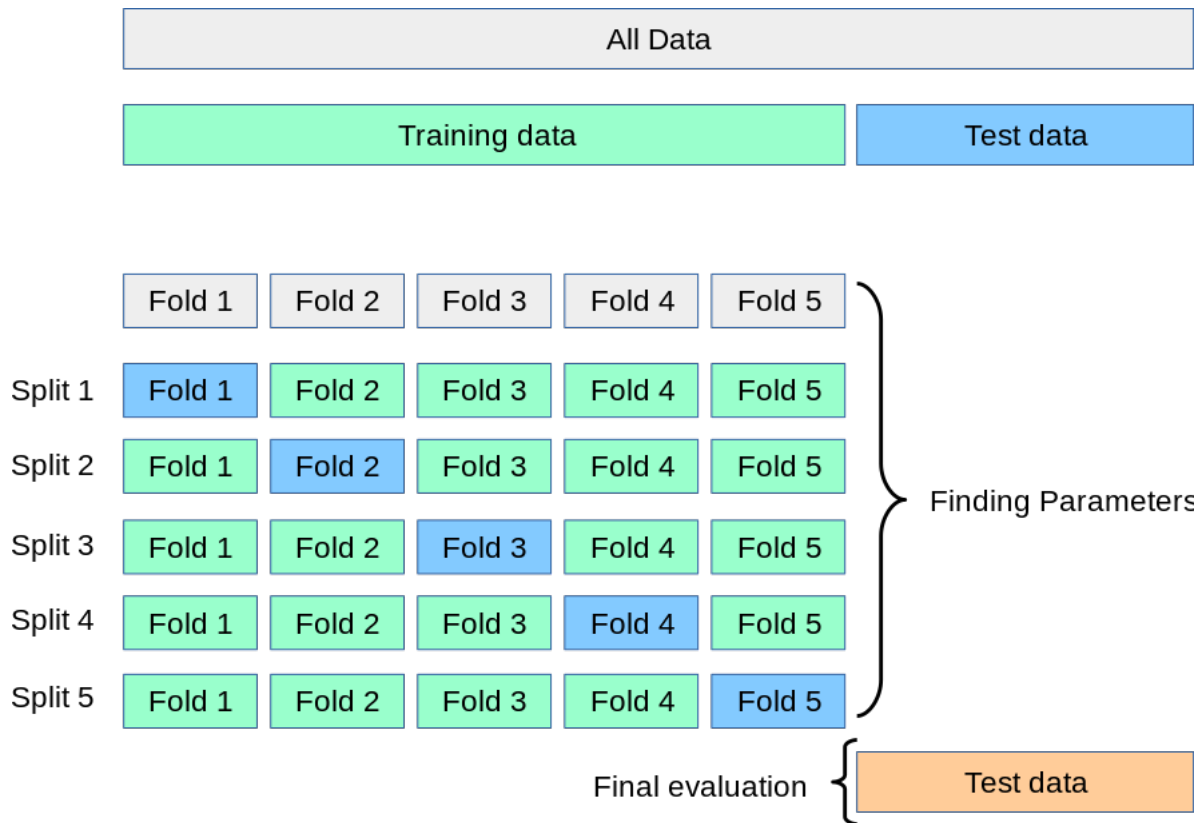 All Data
Training data Test data
Fold 1 Fold 2 Fold 3 Fold 4 Fold 5
Split 1 Fold 1 Fold 2 Fold 3 Fold 4 Fold 5
Split 2 Fold 1 Fold 2 Fold 3 Fold 4 Fold 5
Finding Parameters
Split 3 Fold 1 Fold 2 Fold 3 Fold 4 Fold 5
Split 4 Fold 1 Fold 2 Fold 3 Fold 4 Fold 5
Split 5 Fold 1 Fold 2 Fold 3 Fold 4 Fold 5
Final evaluation Test data